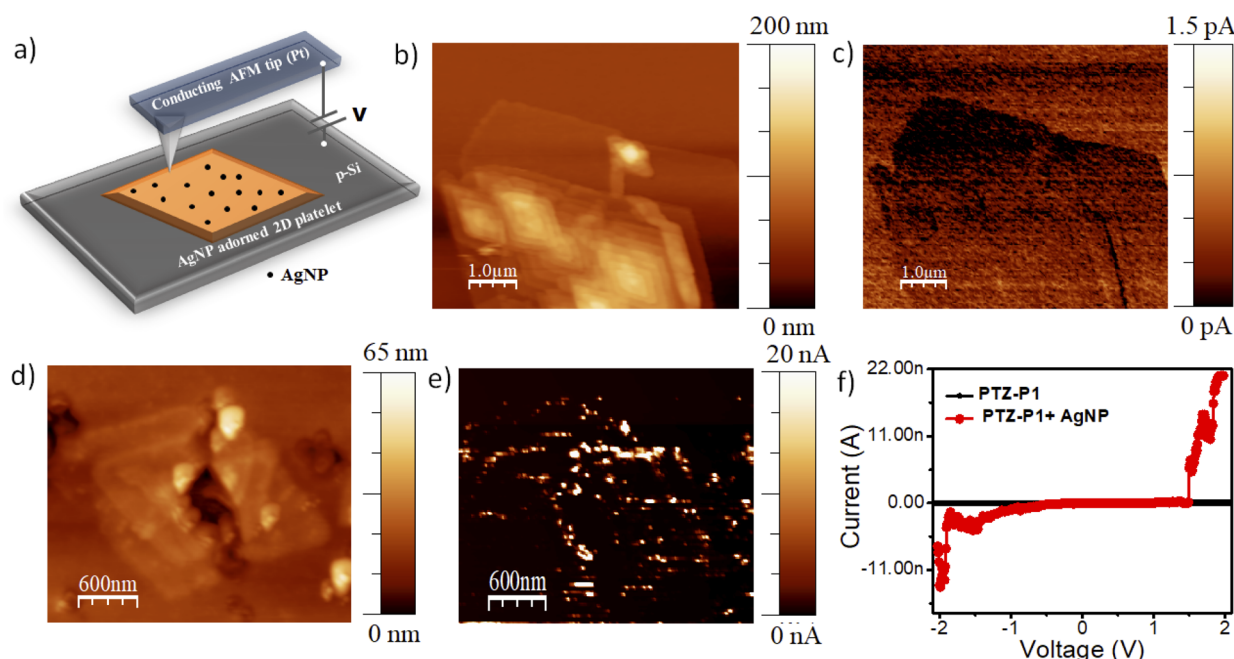 a)
Conducting AFM tip (Pt)
V
p-Si
AgNP adorned 2D platelet
AgNP
b)
200 nm
1.0µm
0 nm
c)
1.5 pA
1.0µm
0 pA
d)
65 nm
600nm
0 nm
e)
20 nA
600nm
0 nA
f)
22.00n
11.00n
0.00
-11.00n
Current (A)
PTZ-P1
PTZ-P1+ AgNP
-2 -1 0 1 2
Voltage (V)